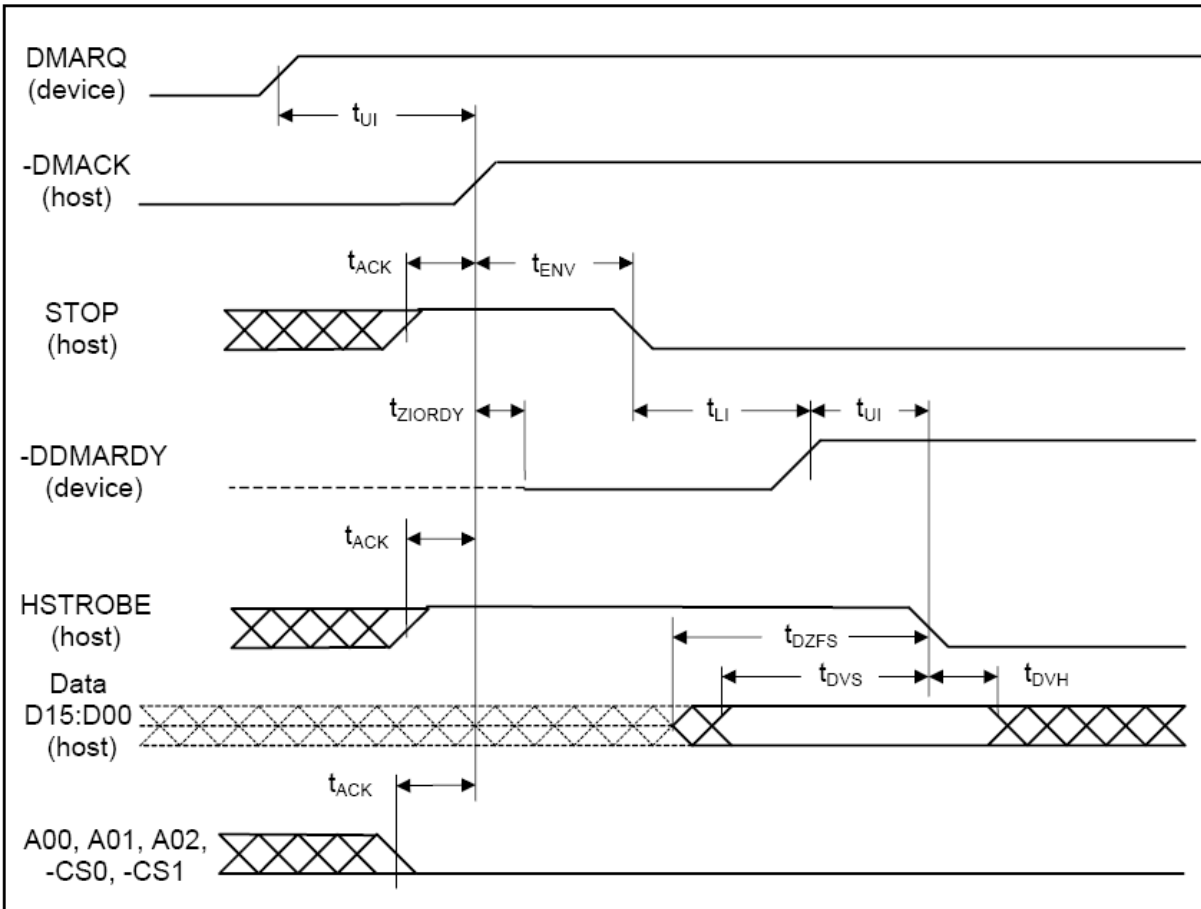 DMARQ
(device)
tUI
-DMACK
(host)
tACK
tENV
STOP
(host)
tZIORDY
tLI
tUI
-DDMARDY
(device)
tACK
HSTROBE
(host)
tDZFS
tDVS
tDVH
Data
D15:D00
(host)
tACK
A00, A01, A02,
-CS0, -CS1